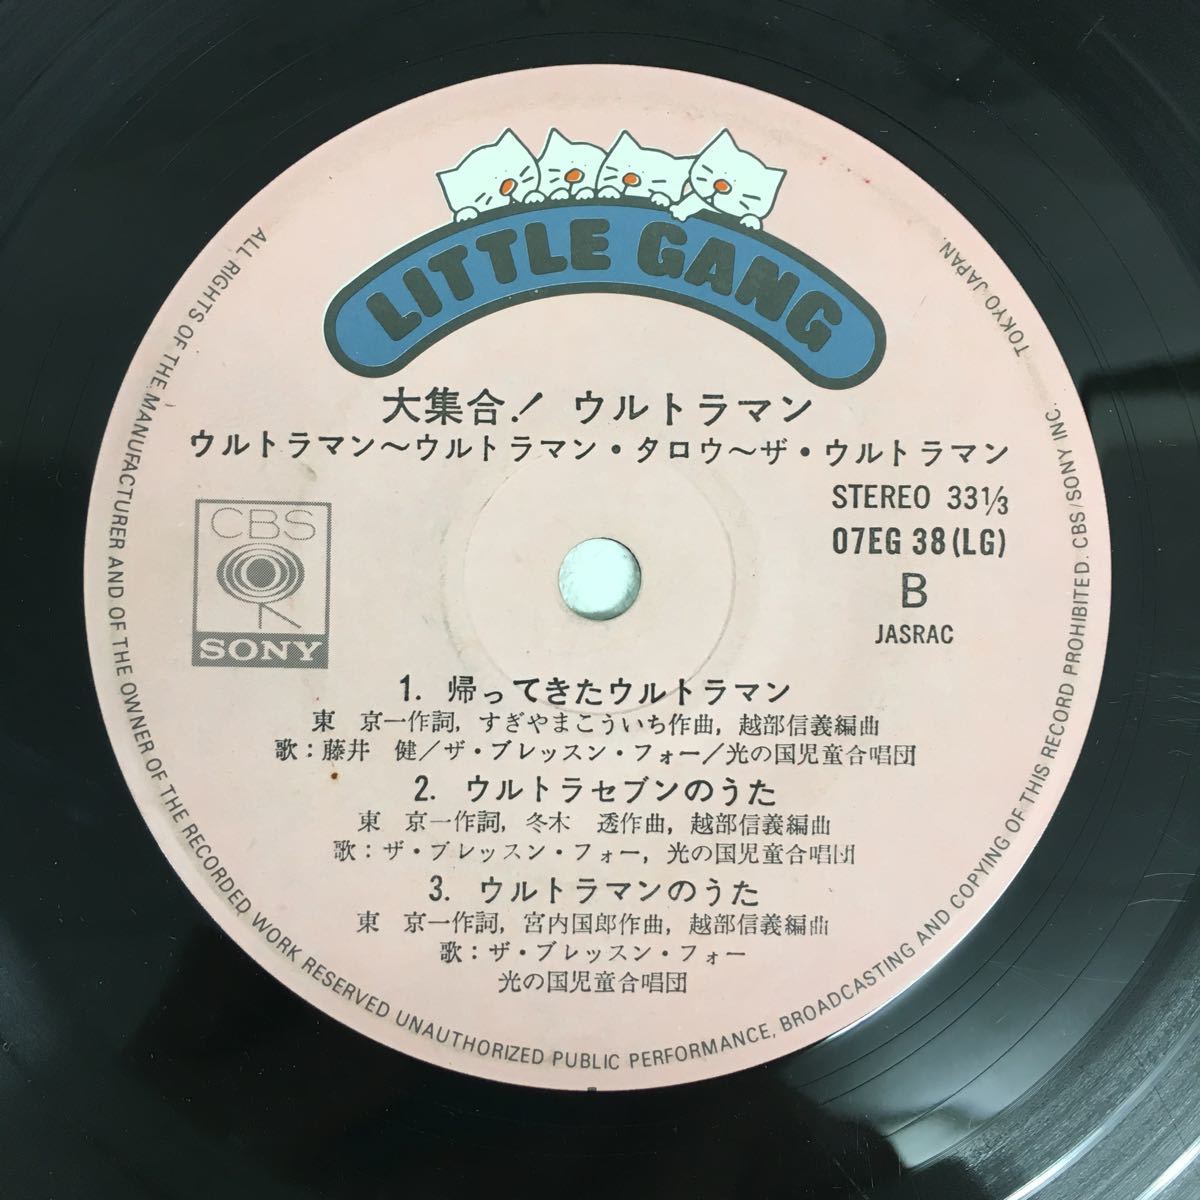 LITTLE GANG
大集合！ ウルトラマン
ウルトラマン〜ウルトラマン・タロウ〜ザ・ウルトラマン
CBS
SONY
STEREO 33⅓
07EG 38(LG)
B
JASRAC
1. 帰ってきたウルトラマン
東 京一作詞, すぎやまこういち作曲, 越部信義編曲
歌：藤井 健／ザ・ブレッスン・フォー／光の国児童合唱団
2. ウルトラセブンのうた
東 京一作詞, 冬木 透作曲, 越部信義編曲
歌：ザ・ブレッスン・フォー, 光の国児童合唱団
3. ウルトラマンのうた
東 京一作詞, 宮内国郎作曲, 越部信義編曲
歌：ザ・ブレッスン・フォー
光の国児童合唱団
ALL RIGHTS OF THE MANUFACTURER AND OF THE OWNER OF THE RECORDED WORK RESERVED UNAUTHORIZED PUBLIC PERFORMANCE, BROADCASTING AND COPYING OF THIS RECORD PROHIBITED. CBS/SONY INC. TOKYO JAPAN.